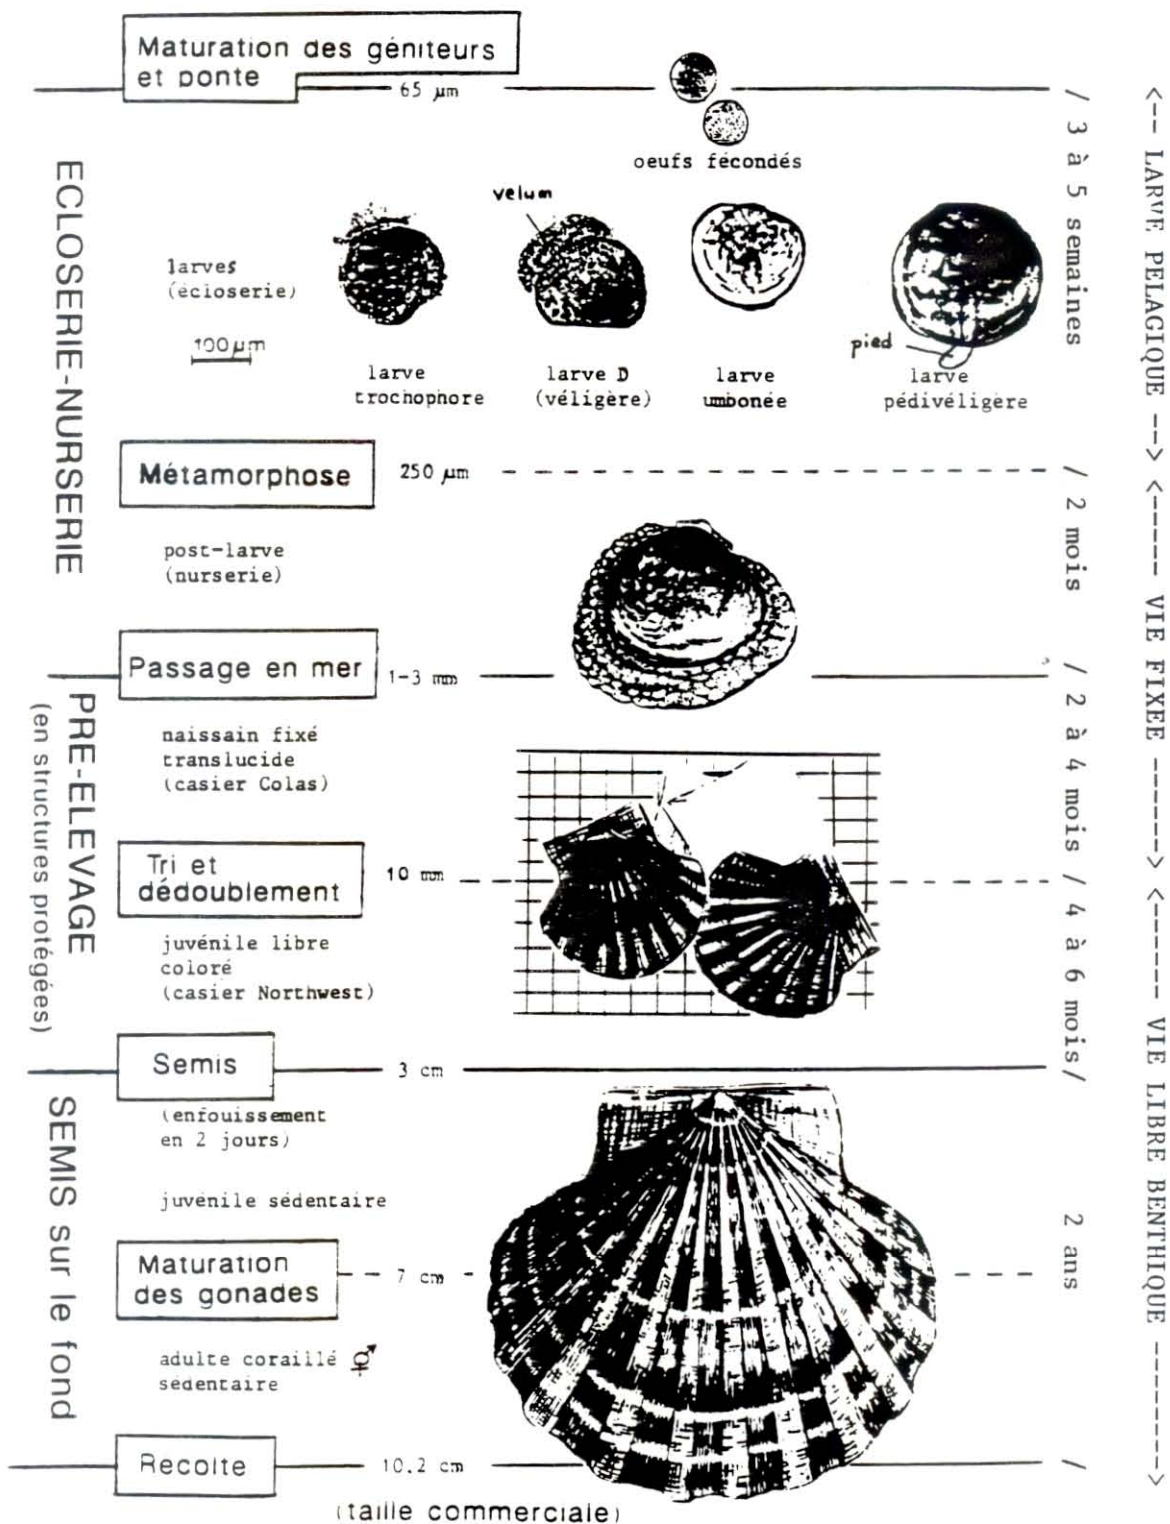 Maturation des géniteurs
et ponte
65 µm
oeufs fécondés
velum
larves
(écloserie)
100 µm
pied
larve
trochophore
larve D
(véligère)
larve
umbonée
larve
pédivéligère
Métamorphose
250 µm
post-larve
(nurserie)
Passage en mer
1-3 mm
naissain fixé
translucide
(casier Colas)
Tri et
dédoublement
10 mm
juvénile libre
coloré
(casier Northwest)
Semis
3 cm
(enfouissement
en 2 jours)
juvénile sédentaire
Maturation
des gonades
7 cm
adulte coraillé ⚥
sédentaire
Recolte
10.2 cm
(taille commerciale)
ECLOSERIE-NURSERIE
PRE-ELEVAGE
(en structures protégées)
SEMIS sur le fond
/ 3 à 5 semaines / 2 mois / 2 à 4 mois / 4 à 6 mois/ 2 ans /
<-- LARVE PELAGIQUE --> <----- VIE FIXEE ------> <------ VIE LIBRE BENTHIQUE -------->